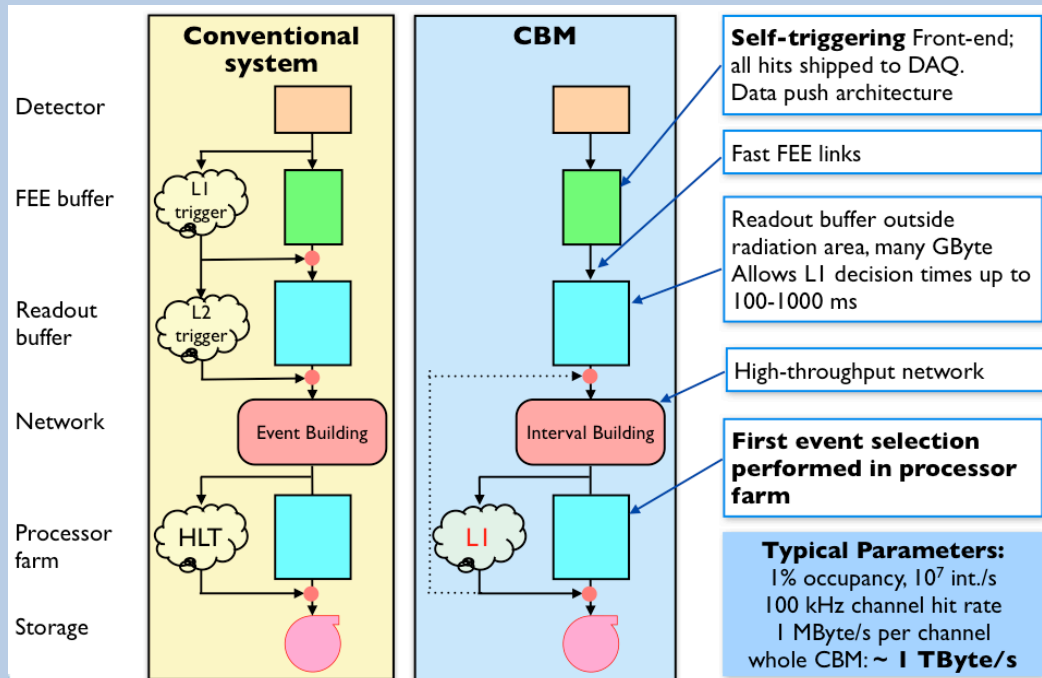 Conventional
system
CBM
Detector
FEE buffer
Readout
buffer
Network
Processor
farm
Storage
L1
trigger
L2
trigger
Event Building
HLT
Interval Building
L1
Self-triggering Front-end;
all hits shipped to DAQ.
Data push architecture
Fast FEE links
Readout buffer outside
radiation area, many GByte
Allows L1 decision times up to
100-1000 ms
High-throughput network
First event selection
performed in processor
farm
Typical Parameters:
1% occupancy, 10⁷ int./s
100 kHz channel hit rate
1 MByte/s per channel
whole CBM: ~ 1 TByte/s